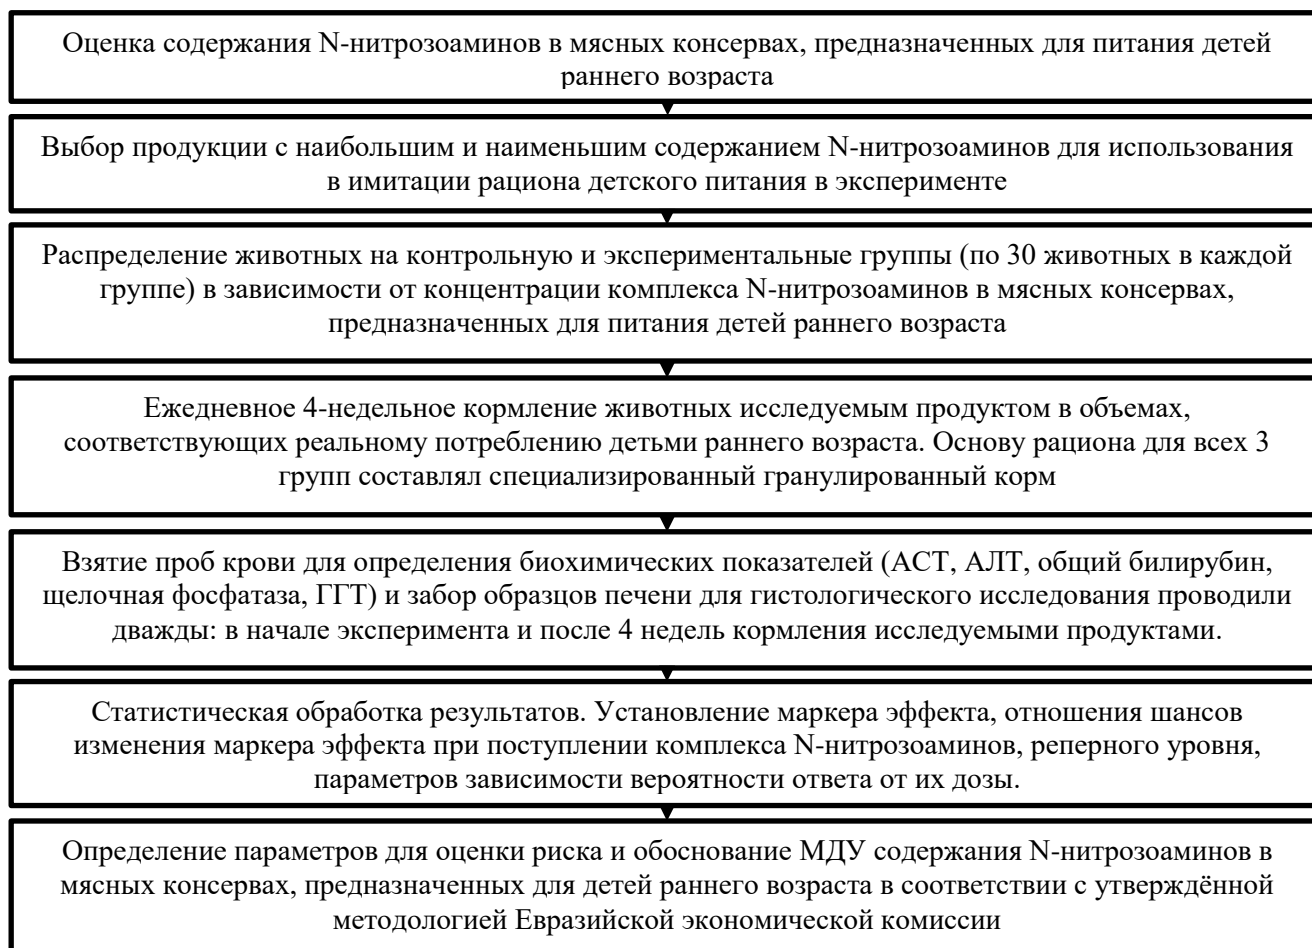 Оценка содержания N-нитрозоаминов в мясных консервах, предназначенных для питания детей
раннего возраста
Выбор продукции с наибольшим и наименьшим содержанием N-нитрозоаминов для использования
в имитации рациона детского питания в эксперименте
Распределение животных на контрольную и экспериментальные группы (по 30 животных в каждой
группе) в зависимости от концентрации комплекса N-нитрозоаминов в мясных консервах,
предназначенных для питания детей раннего возраста
Ежедневное 4-недельное кормление животных исследуемым продуктом в объемах,
соответствующих реальному потреблению детьми раннего возраста. Основу рациона для всех 3
групп составлял специализированный гранулированный корм
Взятие проб крови для определения биохимических показателей (АСТ, АЛТ, общий билирубин,
щелочная фосфатаза, ГГТ) и забор образцов печени для гистологического исследования проводили
дважды: в начале эксперимента и после 4 недель кормления исследуемыми продуктами.
Статистическая обработка результатов. Установление маркера эффекта, отношения шансов
изменения маркера эффекта при поступлении комплекса N-нитрозоаминов, реперного уровня,
параметров зависимости вероятности ответа от их дозы.
Определение параметров для оценки риска и обоснование МДУ содержания N-нитрозоаминов в
мясных консервах, предназначенных для детей раннего возраста в соответствии с утверждённой
методологией Евразийской экономической комиссии